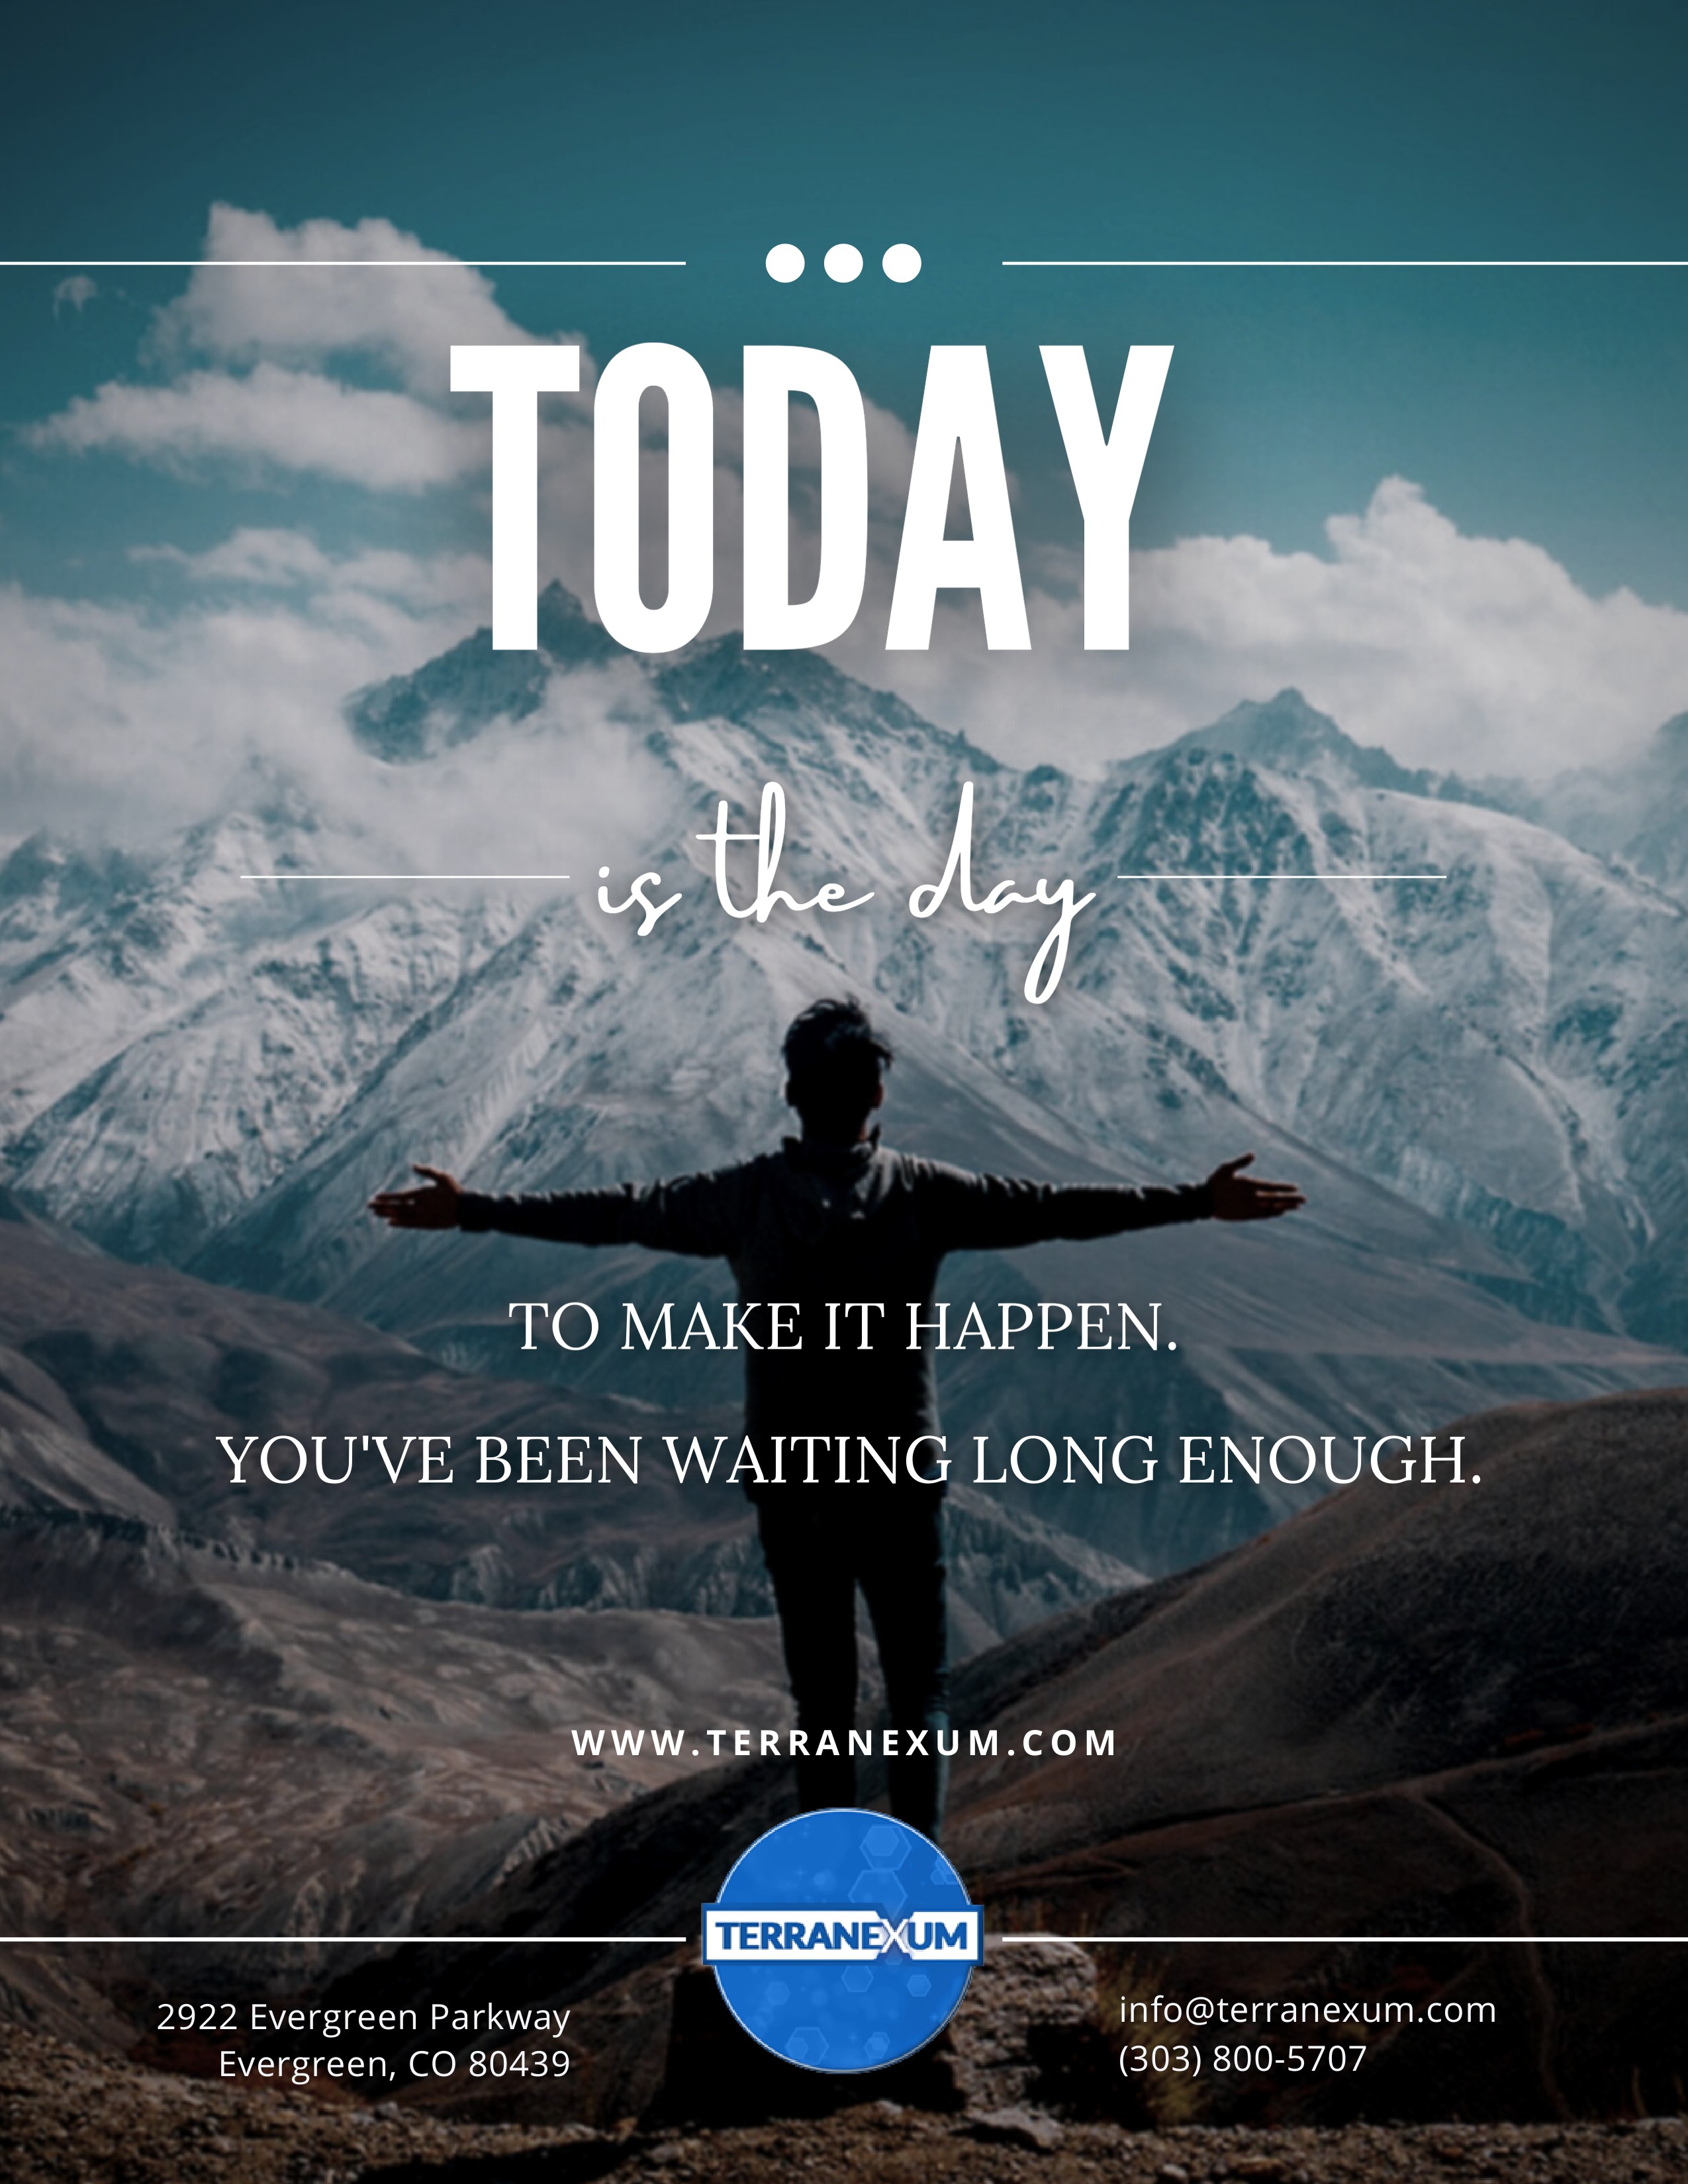 TODAY
is the day
TO MAKE IT HAPPEN.
YOU'VE BEEN WAITING LONG ENOUGH.
WWW.TERRANEXUM.COM
TERRANEXUM
2922 Evergreen Parkway
Evergreen, CO 80439
info@terranexum.com
(303) 800-5707